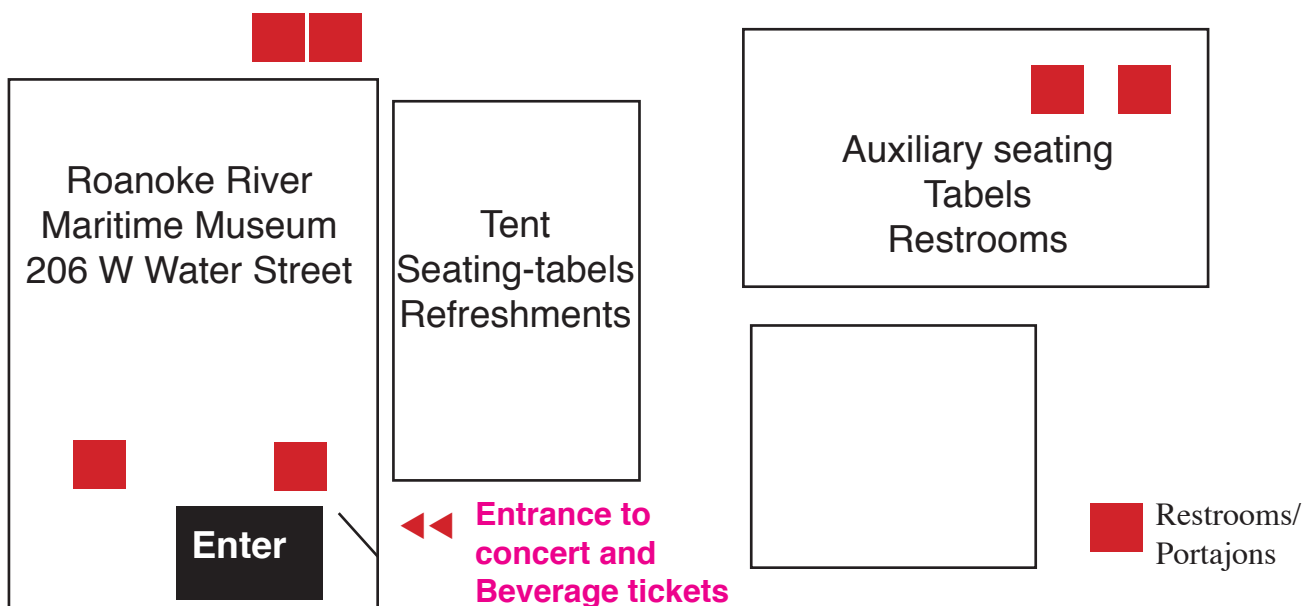 Roanoke River
Maritime Museum
206 W Water Street
Tent
Seating-tabels
Refreshments
Auxiliary seating
Tabels
Restrooms
Enter
Entrance to
concert and
Beverage tickets
Restrooms/
Portajons